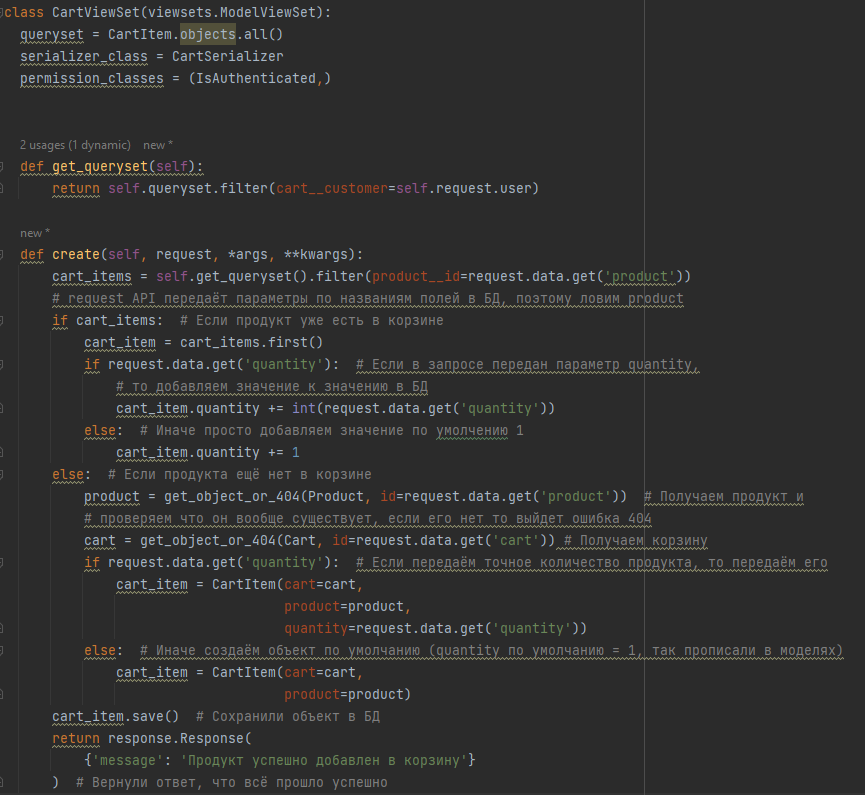 class CartViewSet(viewsets.ModelViewSet):
queryset = CartItem.objects.all()
serializer_class = CartSerializer
permission_classes = (IsAuthenticated,)
2 usages (1 dynamic) new *
def get_queryset(self):
return self.queryset.filter(cart__customer=self.request.user)
new *
def create(self, request, *args, **kwargs):
cart_items = self.get_queryset().filter(product__id=request.data.get('product'))
# request API передаёт параметры по названиям полей в БД, поэтому ловим product
if cart_items: # Если продукт уже есть в корзине
cart_item = cart_items.first()
if request.data.get('quantity'): # Если в запросе передан параметр quantity,
# то добавляем значение к значению в БД
cart_item.quantity += int(request.data.get('quantity'))
else: # Иначе просто добавляем значение по умолчению 1
cart_item.quantity += 1
else: # Если продукта ещё нет в корзине
product = get_object_or_404(Product, id=request.data.get('product')) # Получаем продукт и
# проверяем что он вообще существует, если его нет то выйдет ошибка 404
cart = get_object_or_404(Cart, id=request.data.get('cart')) # Получаем корзину
if request.data.get('quantity'): # Если передаём точное количество продукта, то передаём его
cart_item = CartItem(cart=cart,
product=product,
quantity=request.data.get('quantity'))
else: # Иначе создаём объект по умолчанию (quantity по умолчанию = 1, так прописали в моделях)
cart_item = CartItem(cart=cart,
product=product)
cart_item.save() # Сохранили объект в БД
return response.Response(
{'message': 'Продукт успешно добавлен в корзину'}
) # Вернули ответ, что всё прошло успешно